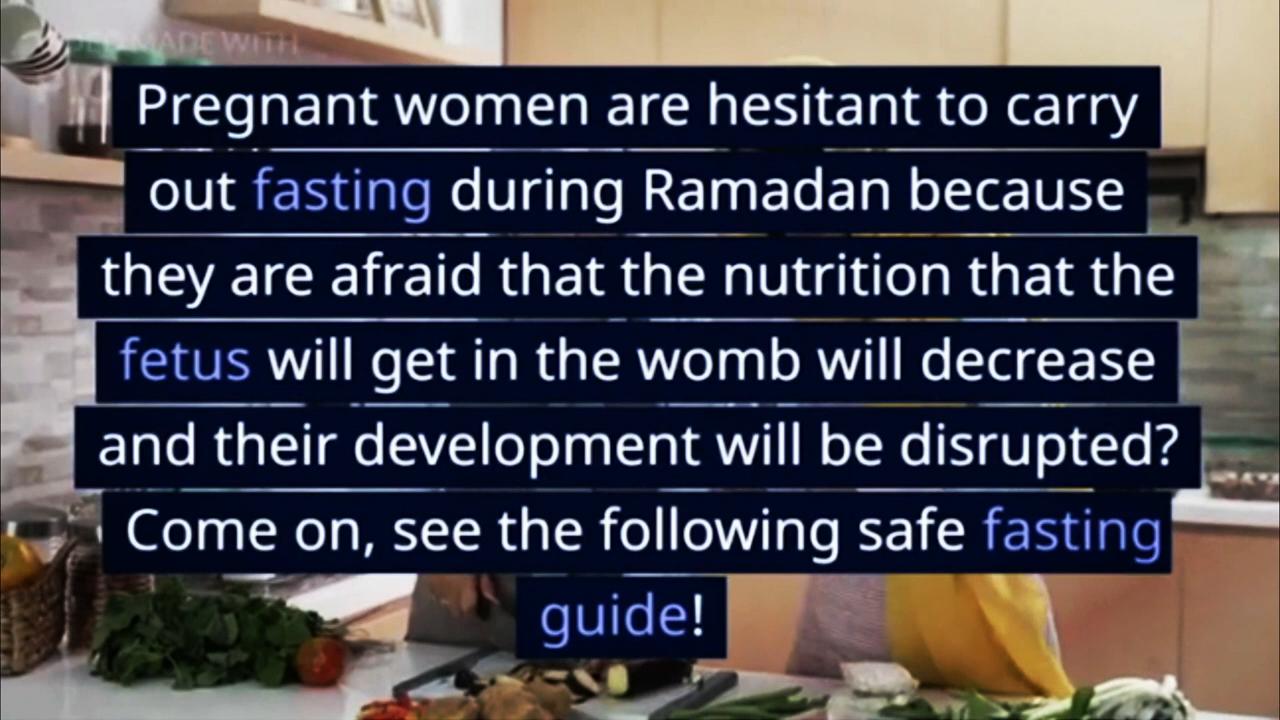 MADE WITH
Pregnant women are hesitant to carry
out fasting during Ramadan because
they are afraid that the nutrition that the
fetus will get in the womb will decrease
and their development will be disrupted?
Come on, see the following safe fasting
guide!